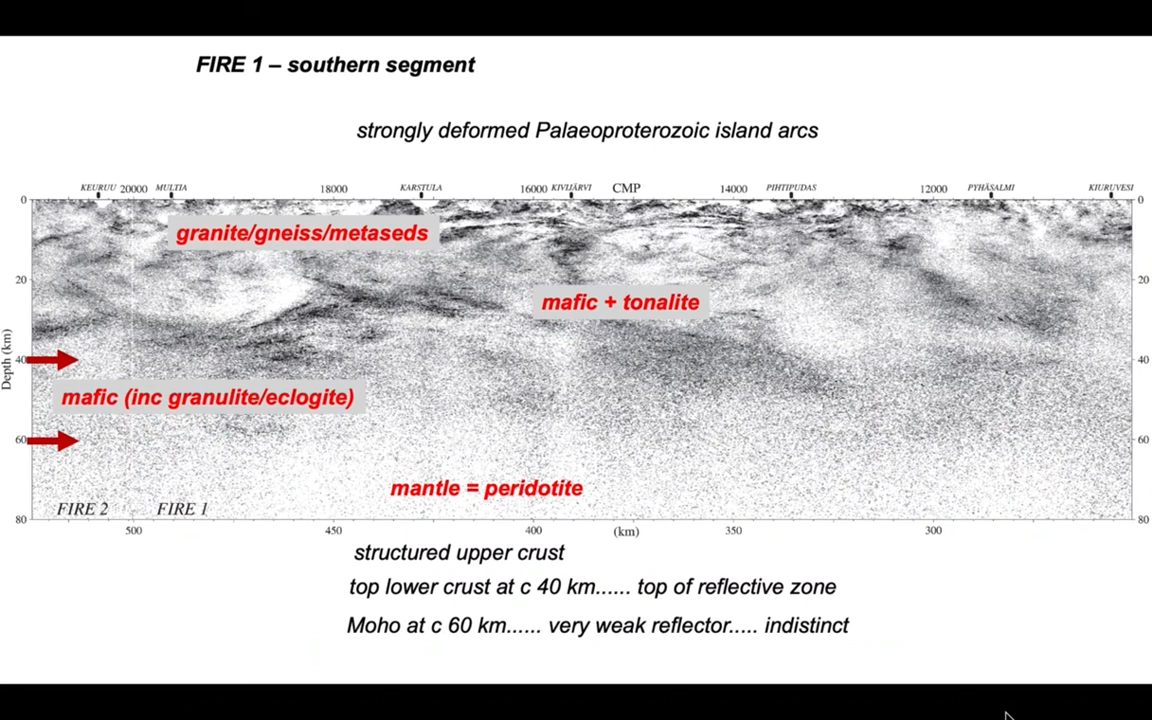 FIRE 1 – southern segment
strongly deformed Palaeoproterozoic island arcs
KEURUU 20000 MULTIA 18000 KARSTULA 16000 KIVIJÄRVI CMP 14000 PIHTIPUDAS 12000 PYHÄSALMI KIURUVESI
0 0
granite/gneiss/metaseds
20 20
mafic + tonalite
Depth (km)
40 40
mafic (inc granulite/eclogite)
60 60
mantle = peridotite
FIRE 2 FIRE 1
80 80
500 450 400 (km) 350 300
structured upper crust
top lower crust at c 40 km...... top of reflective zone
Moho at c 60 km...... very weak reflector..... indistinct